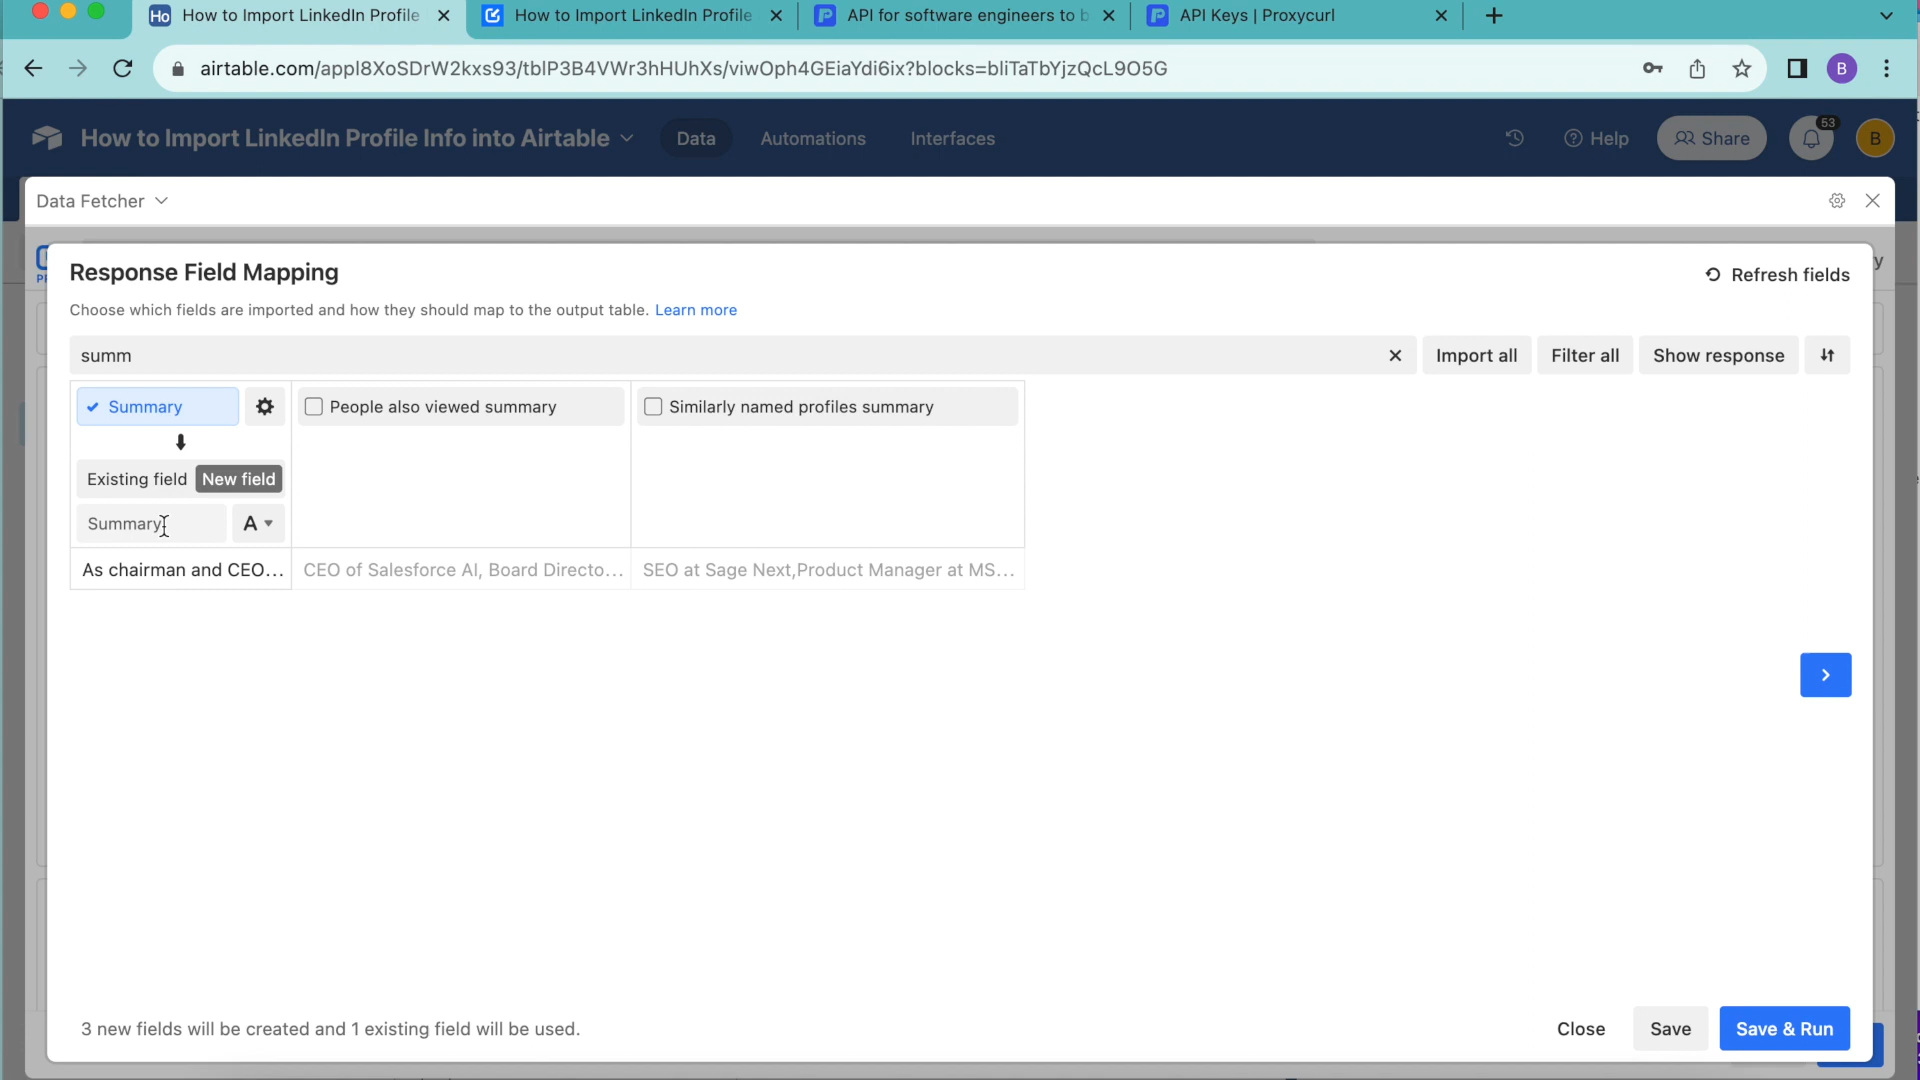 Ho How to Import LinkedIn Profile
How to Import LinkedIn Profile
API for software engineers to b
API Keys | Proxycurl
airtable.com/appl8XoSDrW2kxs93/tblP3B4VWr3hHUhXs/viwOph4GEiaYdi6ix?blocks=bliTaTbYjzQcL9O5G
B
How to Import LinkedIn Profile Info into Airtable
Data
Automations
Interfaces
Help
Share
53
B
Data Fetcher
Response Field Mapping
Refresh fields
Choose which fields are imported and how they should map to the output table. Learn more
summ
Import all
Filter all
Show response
Summary
People also viewed summary
Similarly named profiles summary
Existing field New field
Summary
A
As chairman and CEO...
CEO of Salesforce AI, Board Directo...
SEO at Sage Next,Product Manager at MS...
3 new fields will be created and 1 existing field will be used.
Close
Save
Save & Run